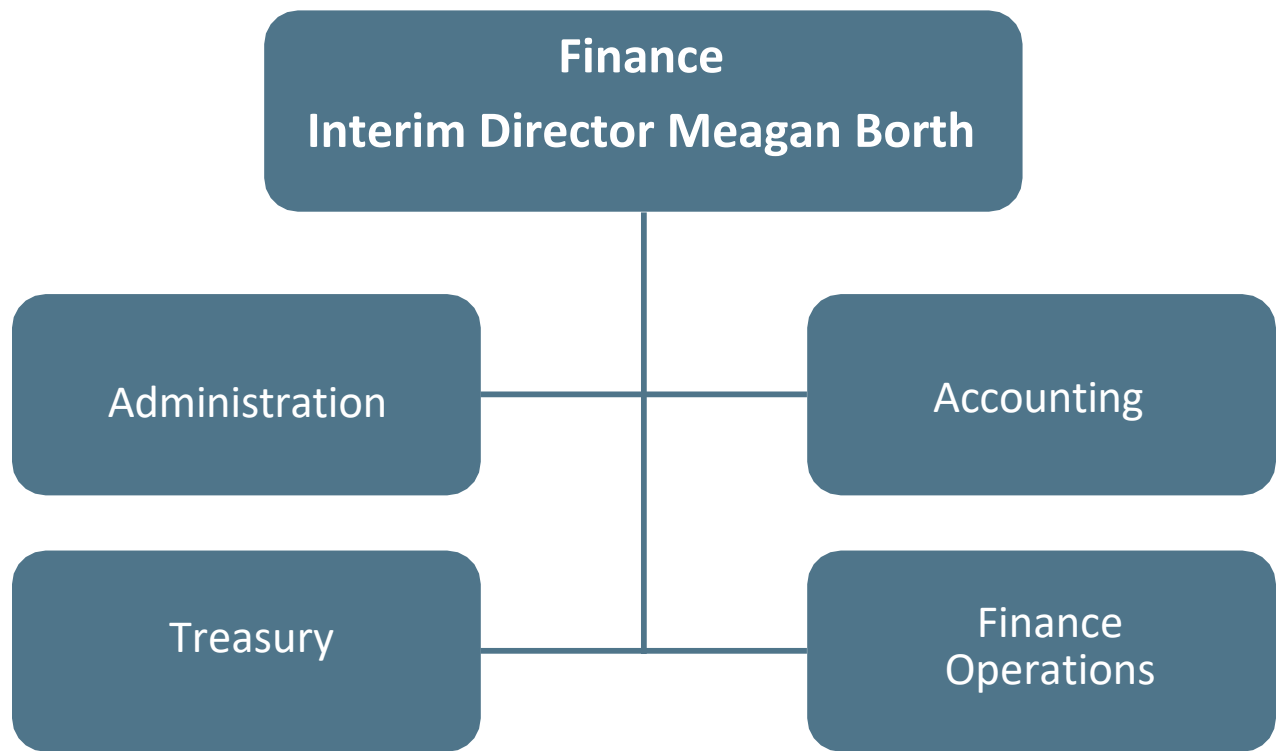 Finance
Interim Director Meagan Borth
Administration
Accounting
Treasury
Finance
Operations